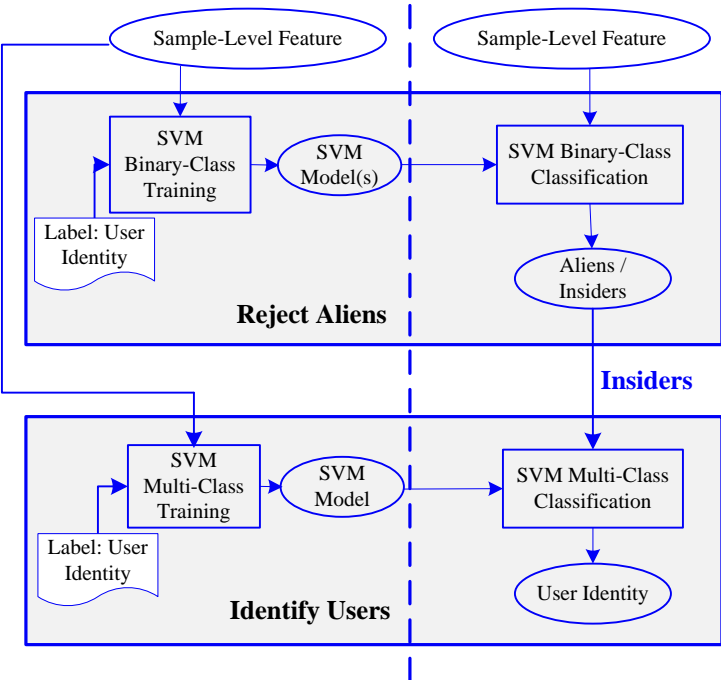 Sample-Level Feature
Sample-Level Feature
SVM
Binary-Class
Training
SVM
Model(s)
SVM Binary-Class
Classification
Label: User
Identity
Aliens /
Insiders
Reject Aliens
Insiders
SVM
Multi-Class
Training
SVM
Model
SVM Multi-Class
Classification
Label: User
Identity
User Identity
Identify Users